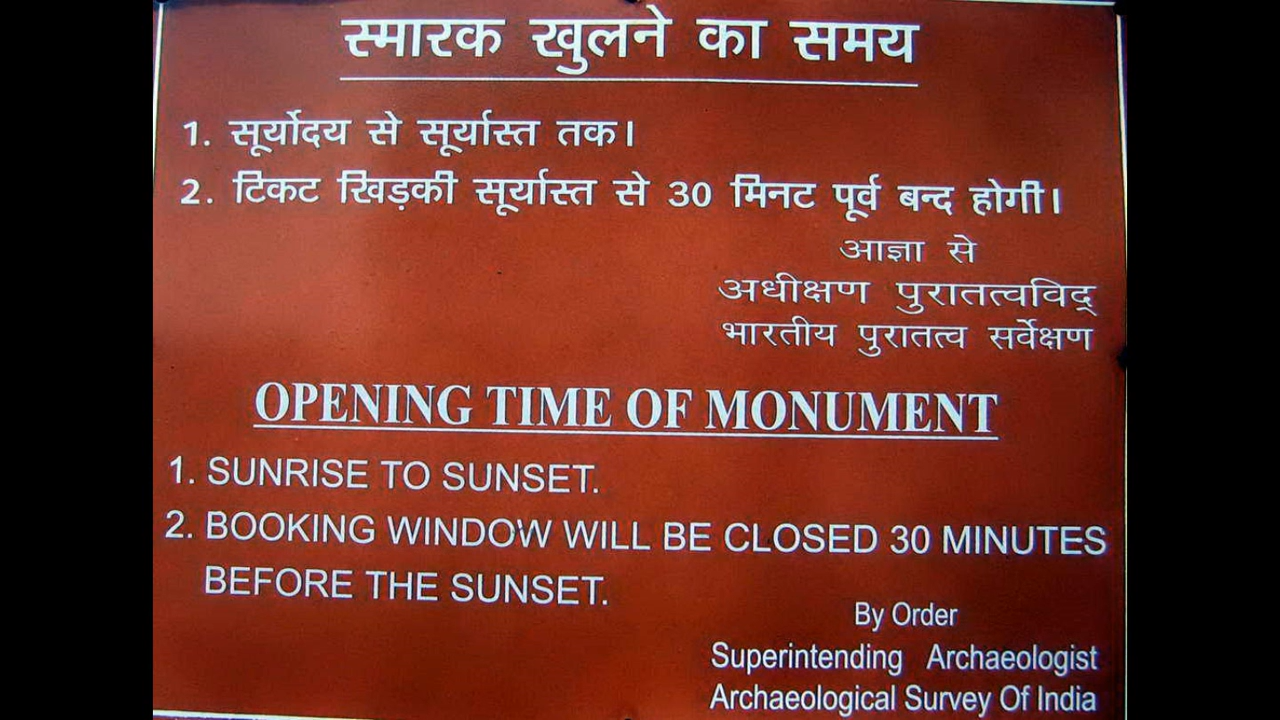 स्मारक खुलने का समय
1. सूर्योदय से सूर्यास्त तक।
2. टिकट खिड़की सूर्यास्त से 30 मिनट पूर्व बन्द होगी।
आज्ञा से
अधीक्षण पुरातत्वविद्
भारतीय पुरातत्व सर्वेक्षण
OPENING TIME OF MONUMENT
1. SUNRISE TO SUNSET.
2. BOOKING WINDOW WILL BE CLOSED 30 MINUTES
BEFORE THE SUNSET.
By Order
Superintending Archaeologist
Archaeological Survey Of India